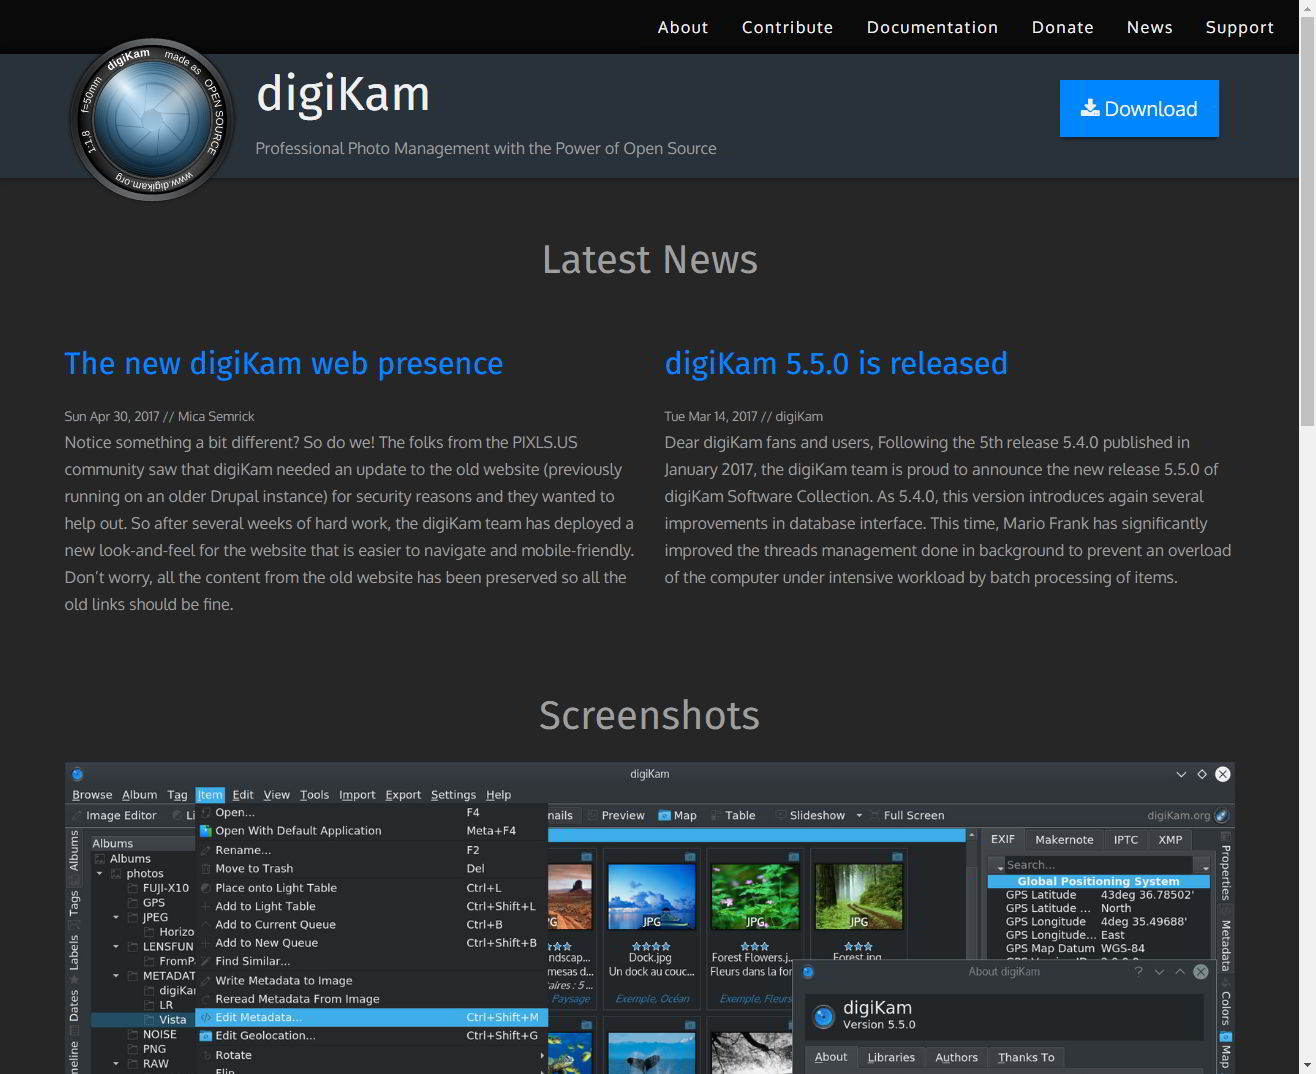 About Contribute Documentation Donate News Support
digiKam made as OPEN SOURCE
www.digikam.org
1:1.8 f=50mm
digiKam
Professional Photo Management with the Power of Open Source
Download
Latest News
The new digiKam web presence
Sun Apr 30, 2017 // Mica Semrick
Notice something a bit different? So do we! The folks from the PIXLS.US
community saw that digiKam needed an update to the old website (previously
running on an older Drupal instance) for security reasons and they wanted to
help out. So after several weeks of hard work, the digiKam team has deployed a
new look-and-feel for the website that is easier to navigate and mobile-friendly.
Don’t worry, all the content from the old website has been preserved so all the
old links should be fine.
digiKam 5.5.0 is released
Tue Mar 14, 2017 // digiKam
Dear digiKam fans and users, Following the 5th release 5.4.0 published in
January 2017, the digiKam team is proud to announce the new release 5.5.0 of
digiKam Software Collection. As 5.4.0, this version introduces again several
improvements in database interface. This time, Mario Frank has significantly
improved the threads management done in background to prevent an overload
of the computer under intensive workload by batch processing of items.
Screenshots
digiKam
Browse Album Tag Item Edit View Tools Import Export Settings Help
Image Editor Li nails Preview Map Table Slideshow Full Screen digiKam.org
Albums
Tags
Labels
Dates
meline
Albums
Albums
photos
FUJI-X10
GPS
JPEG
Horizo
LENSFUN
FromP
METADAT
digiKa
LR
Vista
NOISE
PNG
RAW
Open... F4
Open With Default Application Meta+F4
Rename... F2
Move to Trash Del
Place onto Light Table Ctrl+L
Add to Light Table Ctrl+Shift+L
Add to Current Queue Ctrl+B
Add to New Queue Ctrl+Shift+B
Find Similar...
Write Metadata to Image
Reread Metadata From Image
Edit Metadata... Ctrl+Shift+M
Edit Geolocation... Ctrl+Shift+G
Rotate
Flip
PG JPG JPG JPG
ndscap... Dock.jpg Forest Flowers.j... Forest.jpg
mesas d... Un dock au couc... Fleurs dans la for
aires : 5 ...
, Paysage Exemple, Océan Exemple, Fleurs
EXIF Makernote IPTC XMP
Search...
Global Positioning System
GPS Latitude 43deg 36.78502'
GPS Latitude ... North
GPS Longitude 4deg 35.49688'
GPS Longitude... East
GPS Map Datum WGS-84
Properties
Metadata
Colors
Map
About digiKam
digiKam
Version 5.5.0
About Libraries Authors Thanks To